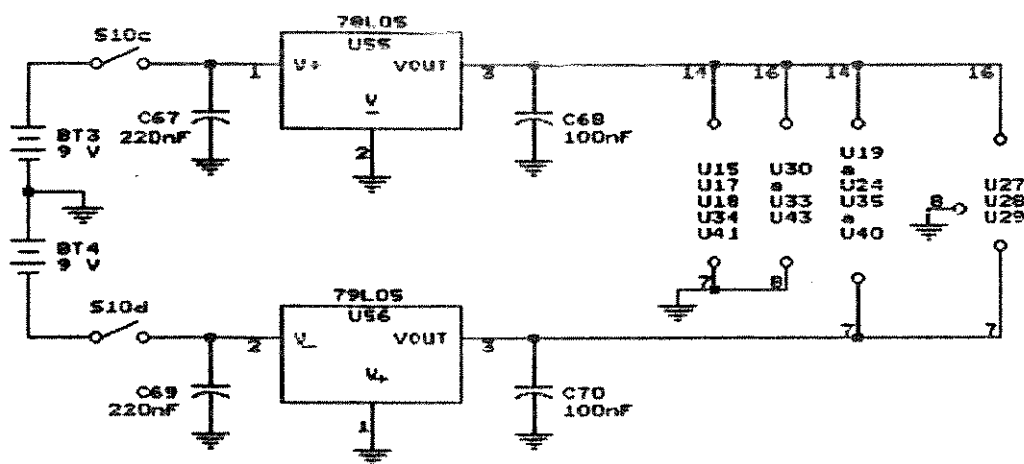 78L05
S10c
U55
V+ VOUT
1
3
14
16
14
16
V
-
C67
220nF
2
C68
100nF
BT3
9 V
U15
U17
U18
U34
U41
U30
a
U33
U43
U19
a
U24
U35
a
U40
8
U27
U28
U29
BT4
9 V
7
8
79L05
S10d
U56
V_ VOUT
2
3
7
7
V+
C69
220nF
1
C70
100nF